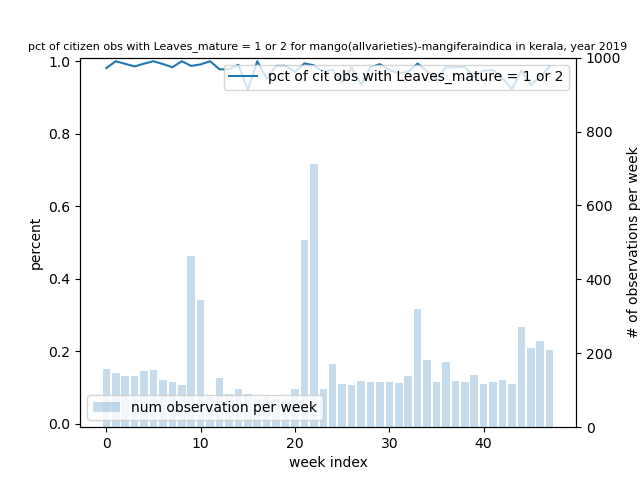 pct of citizen obs with Leaves_mature = 1 or 2 for mango(allvarieties)-mangiferaindica in kerala, year 2019
pct of cit obs with Leaves_mature = 1 or 2
num observation per week
percent
1.0
0.8
0.6
0.4
0.2
0.0
# of observations per week
1000
800
600
400
200
0
0 10 20 30 40
week index